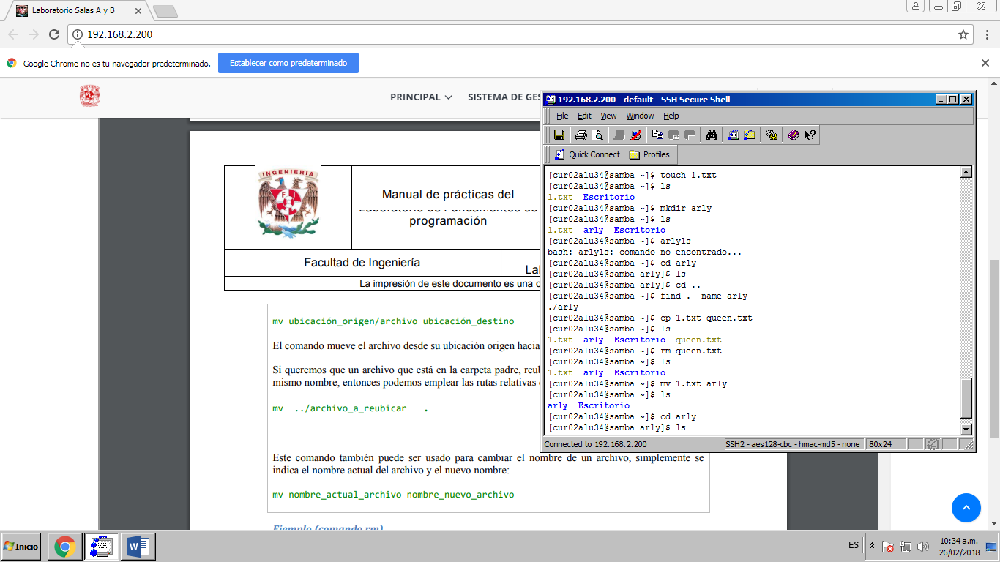 Laboratorio Salas A y B
192.168.2.200
Google Chrome no es tu navegador predeterminado.
Establecer como predeterminado
PRINCIPAL
SISTEMA DE GES
INGENIERIA
Manual de prácticas del
Laboratorio de Fundamentos de
programación
Facultad de Ingeniería
La impresión de este documento es una c
mv ubicación_origen/archivo ubicación_destino
El comando mueve el archivo desde su ubicación origen hacia
Si queremos que un archivo que está en la carpeta padre, reub
mismo nombre, entonces podemos emplear las rutas relativas
mv ../archivo_a_reubicar .
Este comando también puede ser usado para cambiar el nombre de un archivo, simplemente se
indica el nombre actual del archivo y el nuevo nombre:
mv nombre_actual_archivo nombre_nuevo_archivo
Ejemplo (comando rm)
192.168.2.200 - default - SSH Secure Shell
File Edit View Window Help
Quick Connect Profiles
[cur02alu34@samba ~]$ touch 1.txt
[cur02alu34@samba ~]$ ls
1.txt Escritorio
[cur02alu34@samba ~]$ mkdir arly
[cur02alu34@samba ~]$ ls
1.txt arly Escritorio
[cur02alu34@samba ~]$ arlyls
bash: arlyls: comando no encontrado...
[cur02alu34@samba ~]$ cd arly
[cur02alu34@samba arly]$ ls
[cur02alu34@samba arly]$ cd ..
[cur02alu34@samba ~]$ find . -name arly
./arly
[cur02alu34@samba ~]$ cp 1.txt queen.txt
[cur02alu34@samba ~]$ ls
1.txt arly Escritorio queen.txt
[cur02alu34@samba ~]$ rm queen.txt
[cur02alu34@samba ~]$ ls
1.txt arly Escritorio
[cur02alu34@samba ~]$ mv 1.txt arly
[cur02alu34@samba ~]$ ls
arly Escritorio
[cur02alu34@samba ~]$ cd arly
[cur02alu34@samba arly]$ ls
Connected to 192.168.2.200
SSH2 - aes128-cbc - hmac-md5 - none
80x24
Inicio
ES
10:34 a.m.
26/02/2018